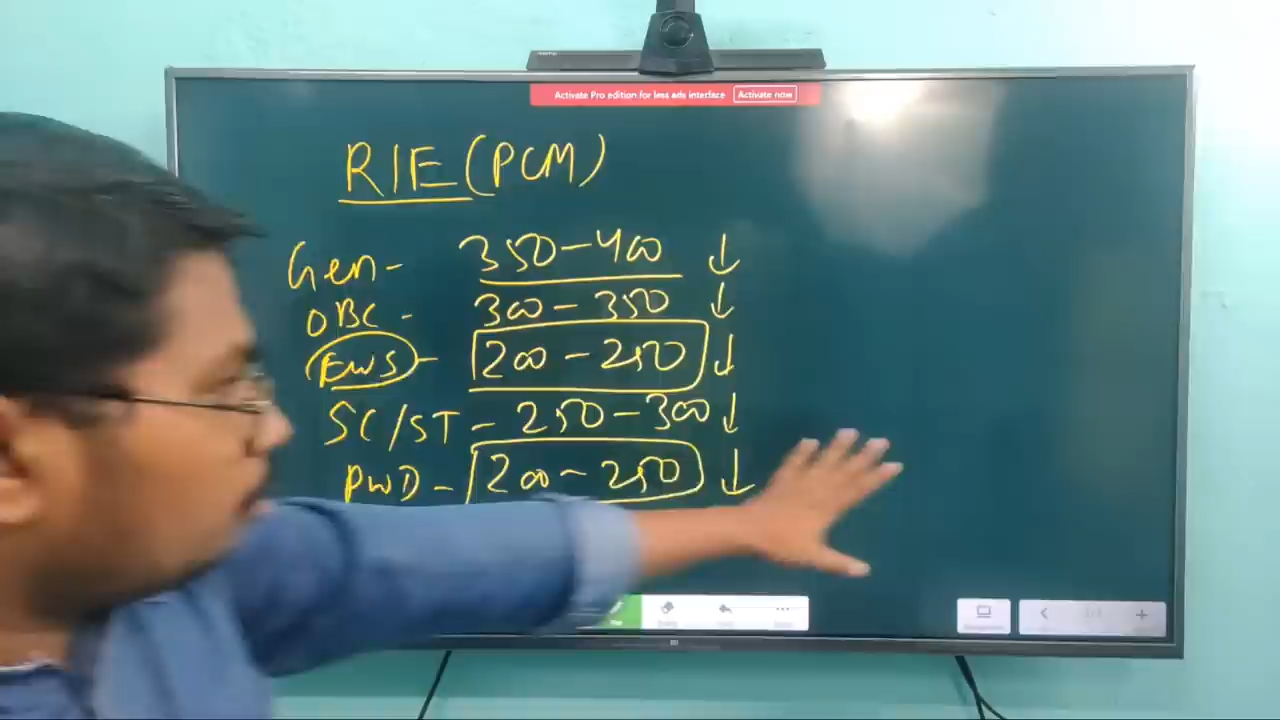 Activate Pro edition for less ads interface Activate now
RIE (PCM)
Gen - 350-400 ↓
OBC - 300-350 ↓
EWS - 200-250 ↓
SC/ST - 250-300 ↓
PWD - 200-250 ↓